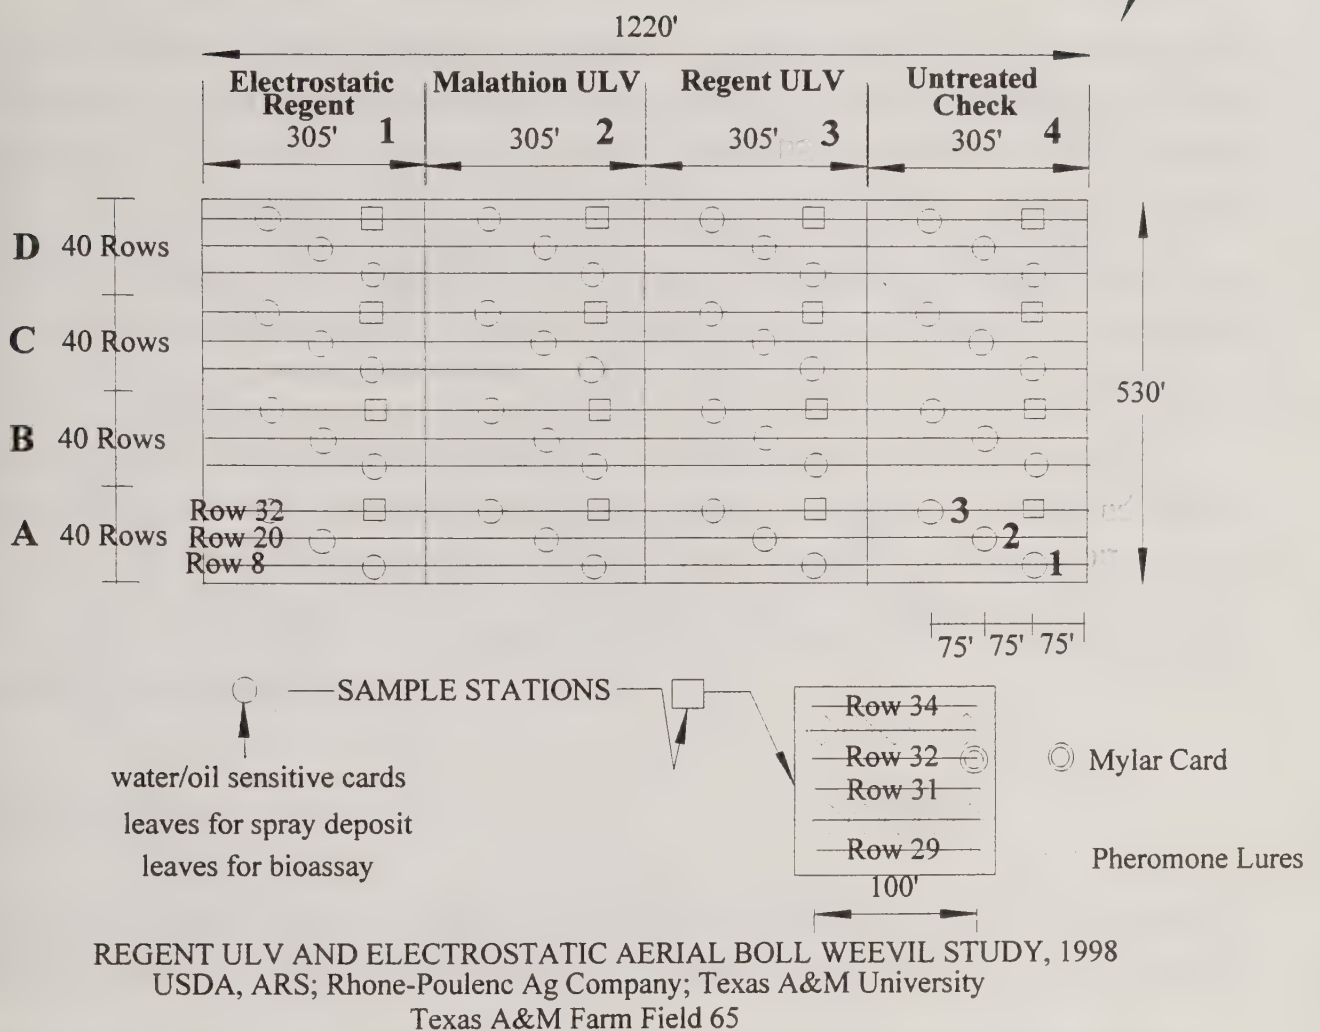 1220'
Electrostatic Regent
305' 1
Malathion ULV
305' 2
Regent ULV
305' 3
Untreated Check
305' 4
D 40 Rows
C 40 Rows
B 40 Rows
A 40 Rows
Row 32
Row 20
Row 8
3
2
1
530'
75' 75' 75'
SAMPLE STATIONS
water/oil sensitive cards
leaves for spray deposit
leaves for bioassay
Row 34
Row 32
Row 31
Row 29
100'
Mylar Card
Pheromone Lures
REGENT ULV AND ELECTROSTATIC AERIAL BOLL WEEVIL STUDY, 1998
USDA, ARS; Rhone-Poulenc Ag Company; Texas A&M University
Texas A&M Farm Field 65